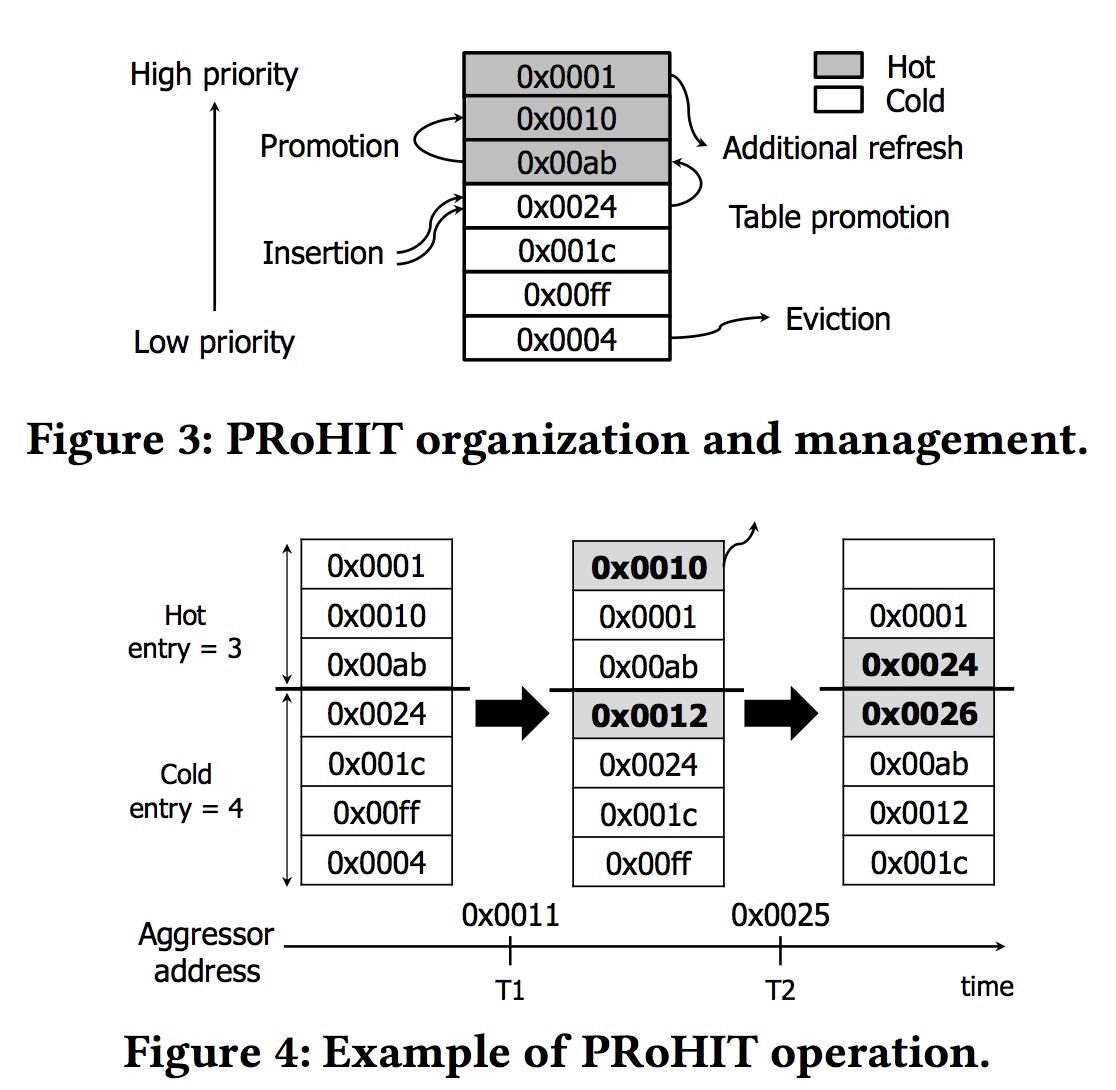 High priority
Promotion
Insertion
Low priority
0x0001
0x0010
0x00ab
0x0024
0x001c
0x00ff
0x0004
Hot
Cold
Additional refresh
Table promotion
Eviction
Figure 3: PRoHIT organization and management.
Hot
entry = 3
Cold
entry = 4
0x0001
0x0010
0x00ab
0x0024
0x001c
0x00ff
0x0004
0x0010
0x0001
0x00ab
0x0012
0x0024
0x001c
0x00ff
0x0001
0x0024
0x0026
0x00ab
0x0012
0x001c
Aggressor
address
0x0011
0x0025
T1
T2
time
Figure 4: Example of PRoHIT operation.